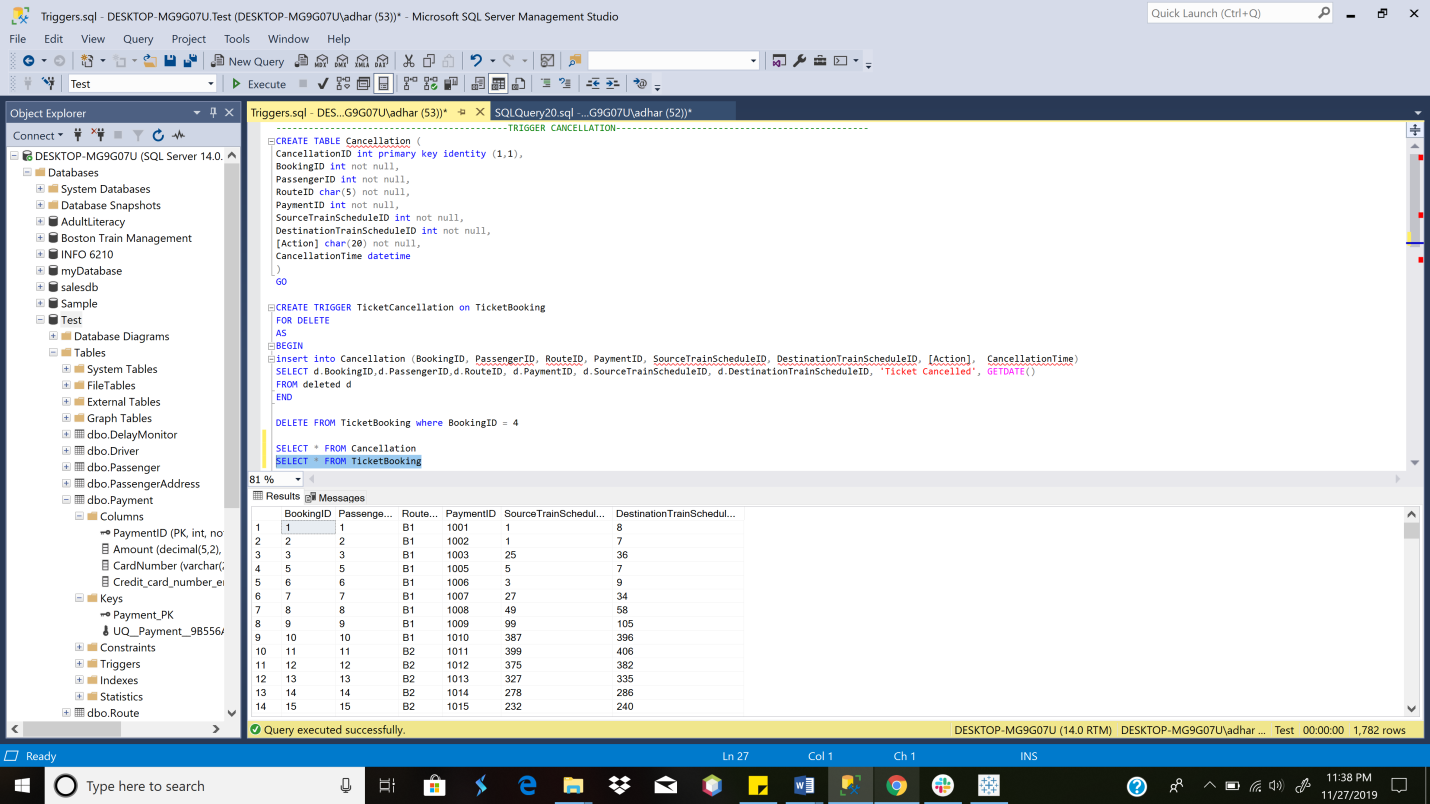 Triggers.sql - DESKTOP-MG9G07U.Test (DESKTOP-MG9G07U\adhar (53))* - Microsoft SQL Server Management Studio
Quick Launch (Ctrl+Q)
File Edit View Query Project Tools Window Help
New Query
MDX DMX XMLA DAX
Test
Execute
Object Explorer
Triggers.sql - DES...G9G07U\adhar (53))*
SQLQuery20.sql -...G9G07U\adhar (52))*
Connect
DESKTOP-MG9G07U (SQL Server 14.0.
Databases
System Databases
Database Snapshots
AdultLiteracy
Boston Train Management
INFO 6210
myDatabase
salesdb
Sample
Test
Database Diagrams
Tables
System Tables
FileTables
External Tables
Graph Tables
dbo.DelayMonitor
dbo.Driver
dbo.Passenger
dbo.PassengerAddress
dbo.Payment
Columns
PaymentID (PK, int, no
Amount (decimal(5,2),
CardNumber (varchar(2
Credit_card_number_e
Keys
Payment_PK
UQ__Payment__9B556A
Constraints
Triggers
Indexes
Statistics
dbo.Route
-------------------------------------------TRIGGER CANCELLATION-----------------------------------------------
CREATE TABLE Cancellation (
CancellationID int primary key identity (1,1),
BookingID int not null,
PassengerID int not null,
RouteID char(5) not null,
PaymentID int not null,
SourceTrainScheduleID int not null,
DestinationTrainScheduleID int not null,
[Action] char(20) not null,
CancellationTime datetime
)
GO
CREATE TRIGGER TicketCancellation on TicketBooking
FOR DELETE
AS
BEGIN
insert into Cancellation (BookingID, PassengerID, RouteID, PaymentID, SourceTrainScheduleID, DestinationTrainScheduleID, [Action], CancellationTime)
SELECT d.BookingID,d.PassengerID,d.RouteID, d.PaymentID, d.SourceTrainScheduleID, d.DestinationTrainScheduleID, 'Ticket Cancelled', GETDATE()
FROM deleted d
END
DELETE FROM TicketBooking where BookingID = 4
SELECT * FROM Cancellation
SELECT * FROM TicketBooking
81 %
Results Messages
BookingID Passenge... Route... PaymentID SourceTrainSchedul... DestinationTrainSchedul...
1 1 1 B1 1001 1 8
2 2 2 B1 1002 1 7
3 3 3 B1 1003 25 36
4 5 5 B1 1005 5 7
5 6 6 B1 1006 3 9
6 7 7 B1 1007 27 34
7 8 8 B1 1008 49 58
8 9 9 B1 1009 99 105
9 10 10 B1 1010 387 396
10 11 11 B2 1011 399 406
11 12 12 B2 1012 375 382
12 13 13 B2 1013 327 335
13 14 14 B2 1014 278 286
14 15 15 B2 1015 232 240
Query executed successfully.
DESKTOP-MG9G07U (14.0 RTM) DESKTOP-MG9G07U\adhar ... Test 00:00:00 1,782 rows
Ready
Ln 27 Col 1 Ch 1 INS
Type here to search
11:38 PM
11/27/2019